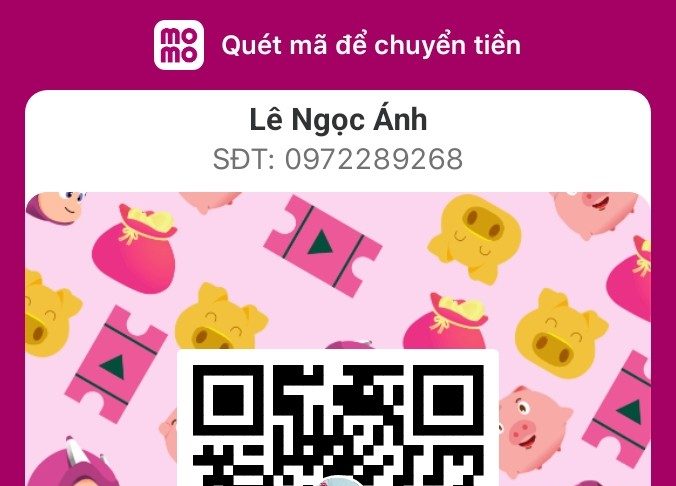 momo
Quét mã để chuyển tiền
Lê Ngọc Ánh
SĐT: 0972289268